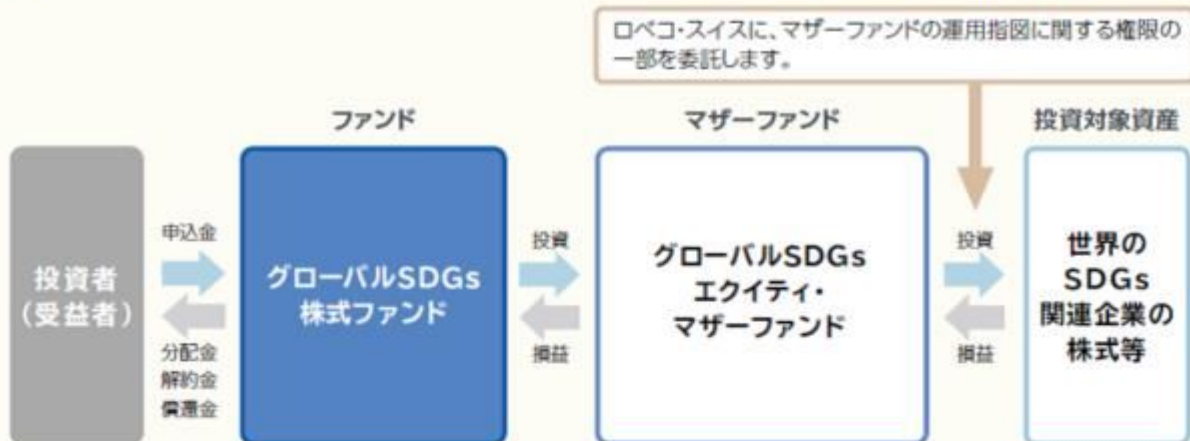 ロベコ・スイスに、マザーファンドの運用指図に関する権限の
一部を委託します。
ファンド
マザーファンド
投資対象資産
投資者
(受益者)
申込金
分配金
解約金
償還金
グローバルSDGs
株式ファンド
投資
損益
グローバルSDGs
エクイティ・
マザーファンド
投資
損益
世界の
SDGs
関連企業の
株式等